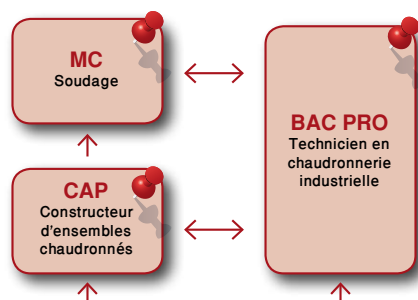 MC
Soudage
CAP
Constructeur
d'ensembles
chaudronnés
BAC PRO
Technicien en
chaudronnerie
industrielle